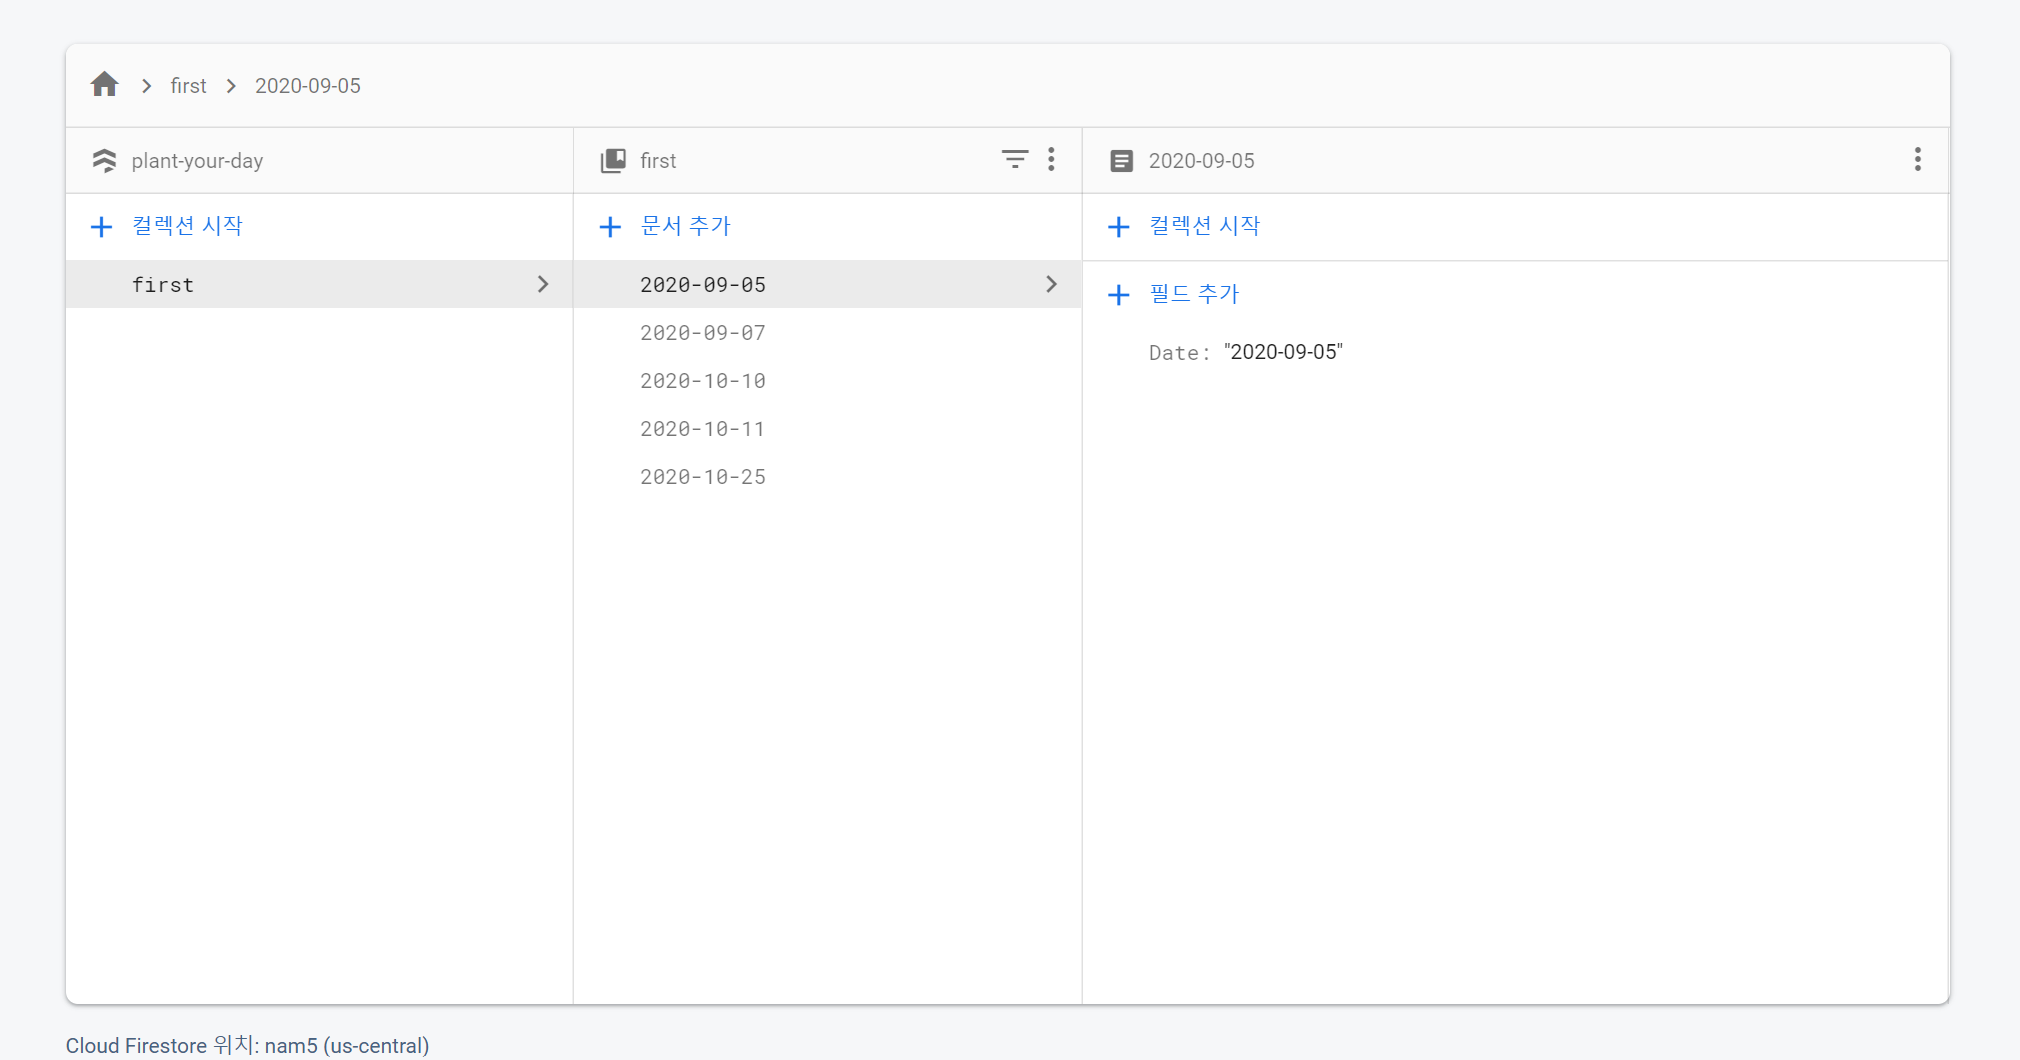 first 2020-09-05
plant-your-day
컬렉션 시작
first
first
문서 추가
2020-09-05
2020-09-07
2020-10-10
2020-10-11
2020-10-25
2020-09-05
컬렉션 시작
필드 추가
Date: "2020-09-05"
Cloud Firestore 위치: nam5 (us-central)